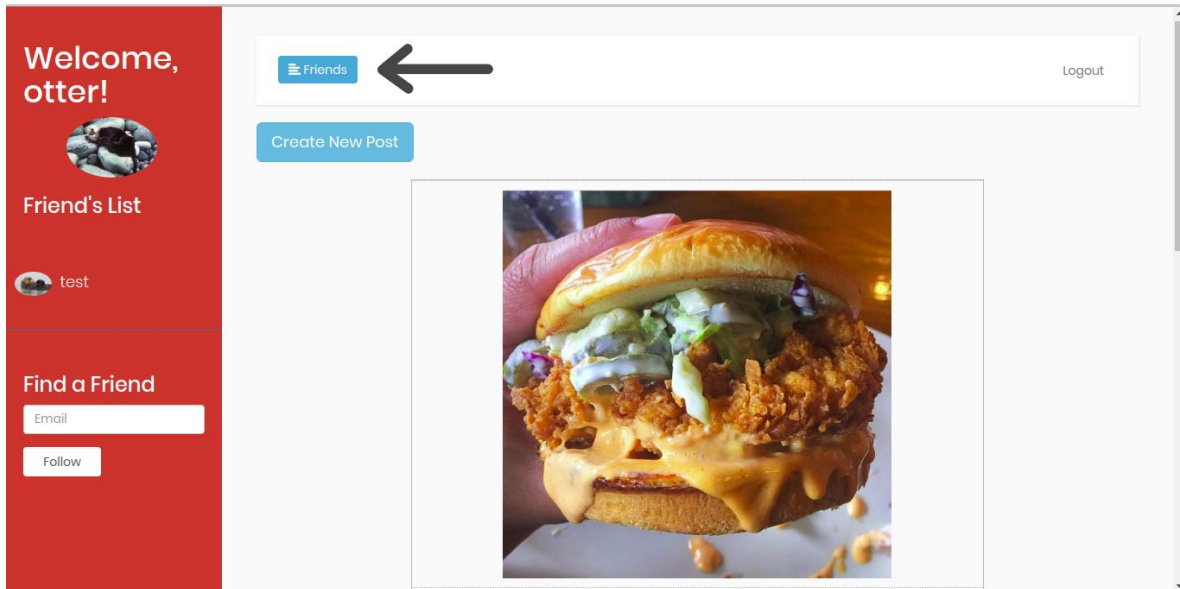 Welcome,
otter!
Friend's List
test
Find a Friend
Email
Follow
Friends
Logout
Create New Post